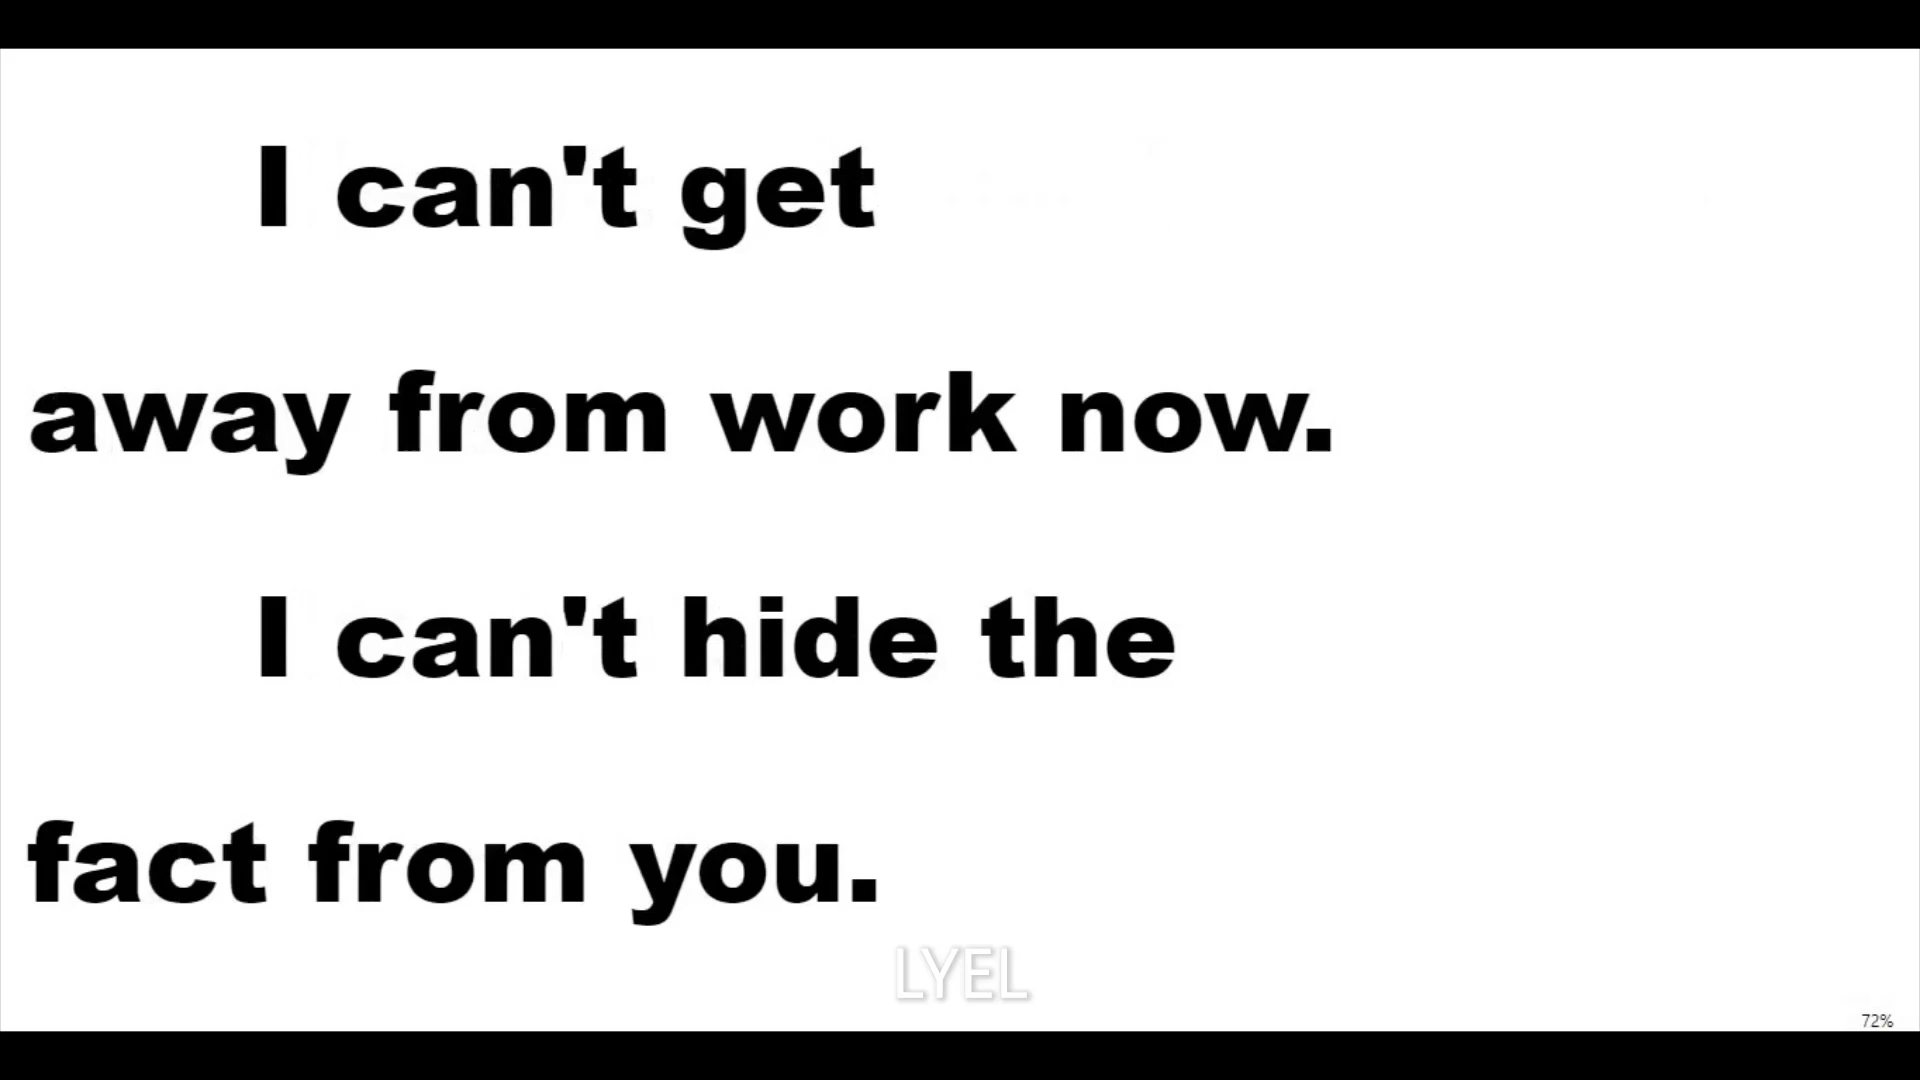 I can't get
away from work now.
I can't hide the
fact from you.
LYEL
72%